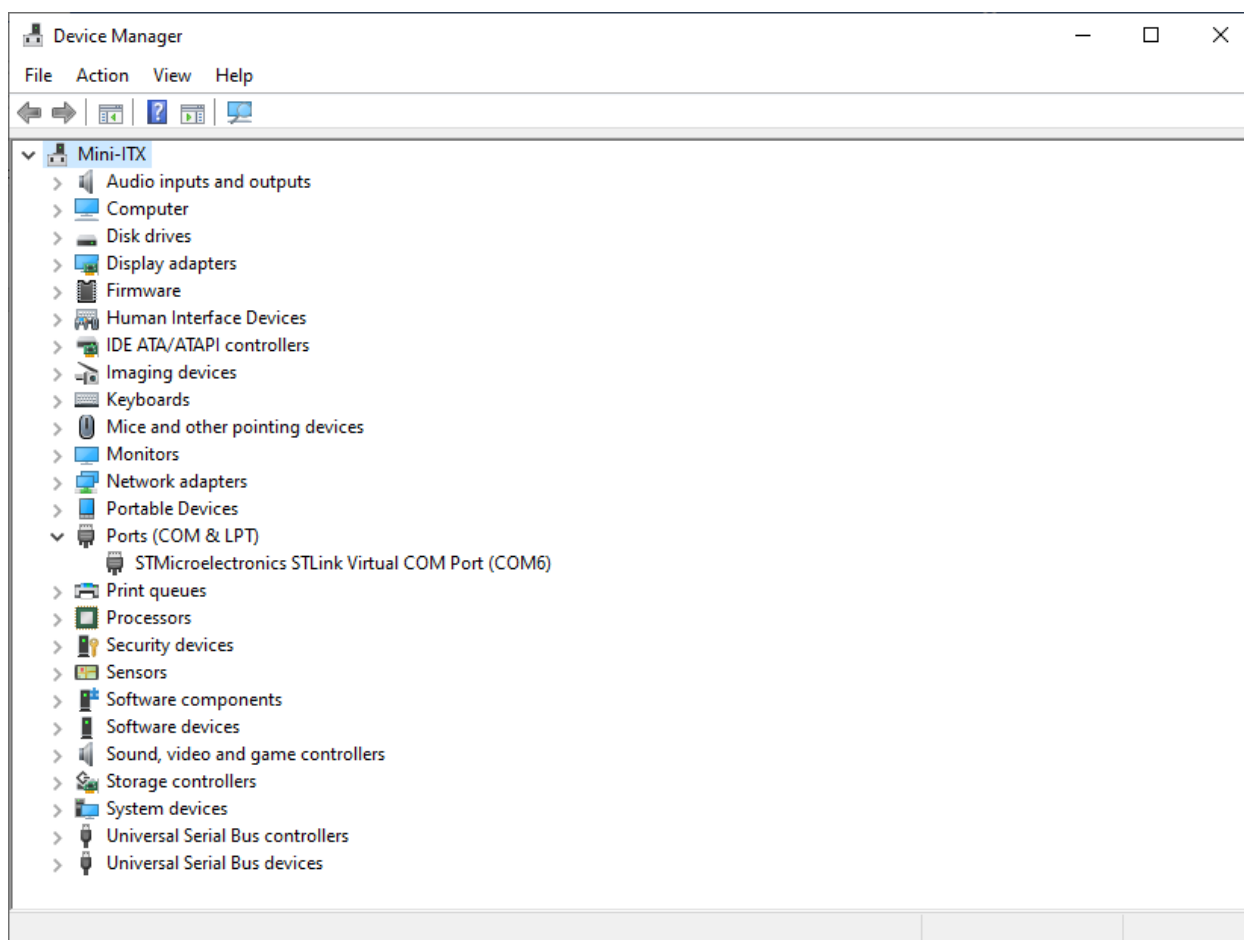 Device Manager
File Action View Help
Mini-ITX
Audio inputs and outputs
Computer
Disk drives
Display adapters
Firmware
Human Interface Devices
IDE ATA/ATAPI controllers
Imaging devices
Keyboards
Mice and other pointing devices
Monitors
Network adapters
Portable Devices
Ports (COM & LPT)
STMicroelectronics STLink Virtual COM Port (COM6)
Print queues
Processors
Security devices
Sensors
Software components
Software devices
Sound, video and game controllers
Storage controllers
System devices
Universal Serial Bus controllers
Universal Serial Bus devices